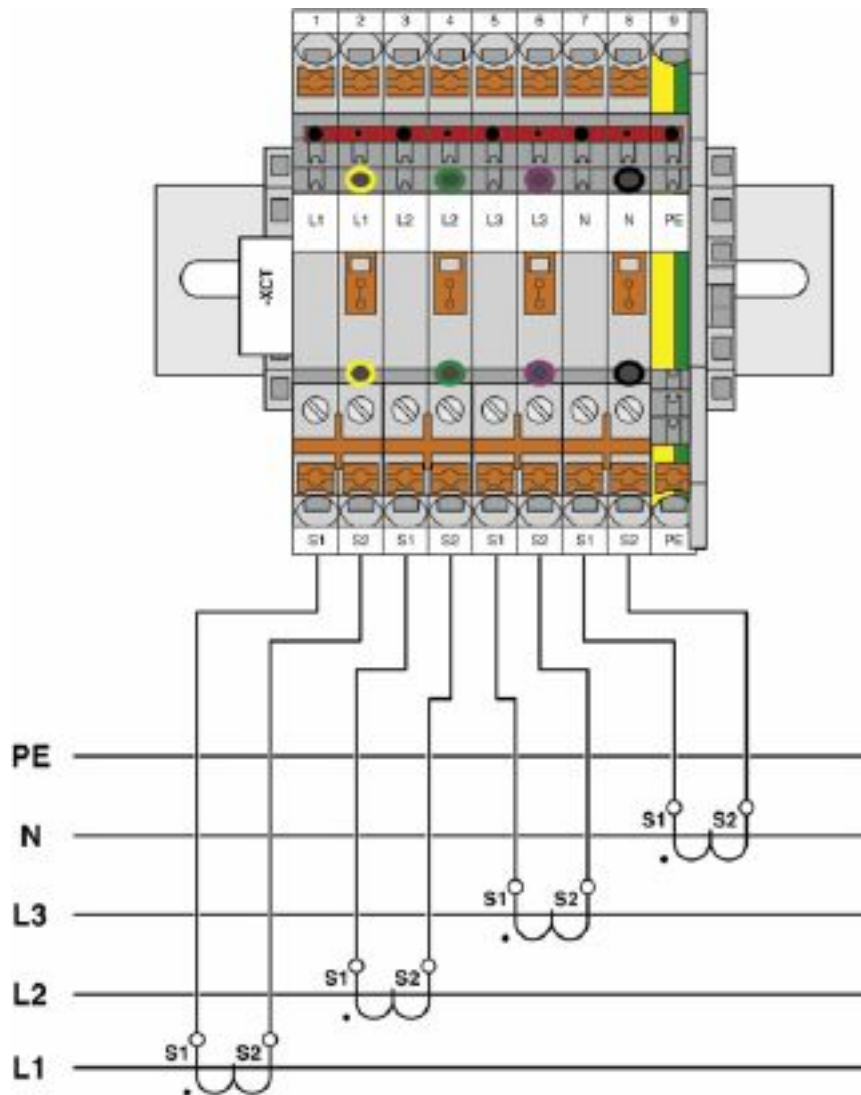 1 2 3 4 5 6 7 8 9
L1 L1 L2 L2 L3 L3 N N PE
-XCT
S1 S2 S1 S2 S1 S2 S1 S2 PE
PE
S1 S2
N
S1 S2
L3
S1 S2
L2
S1 S2
L1